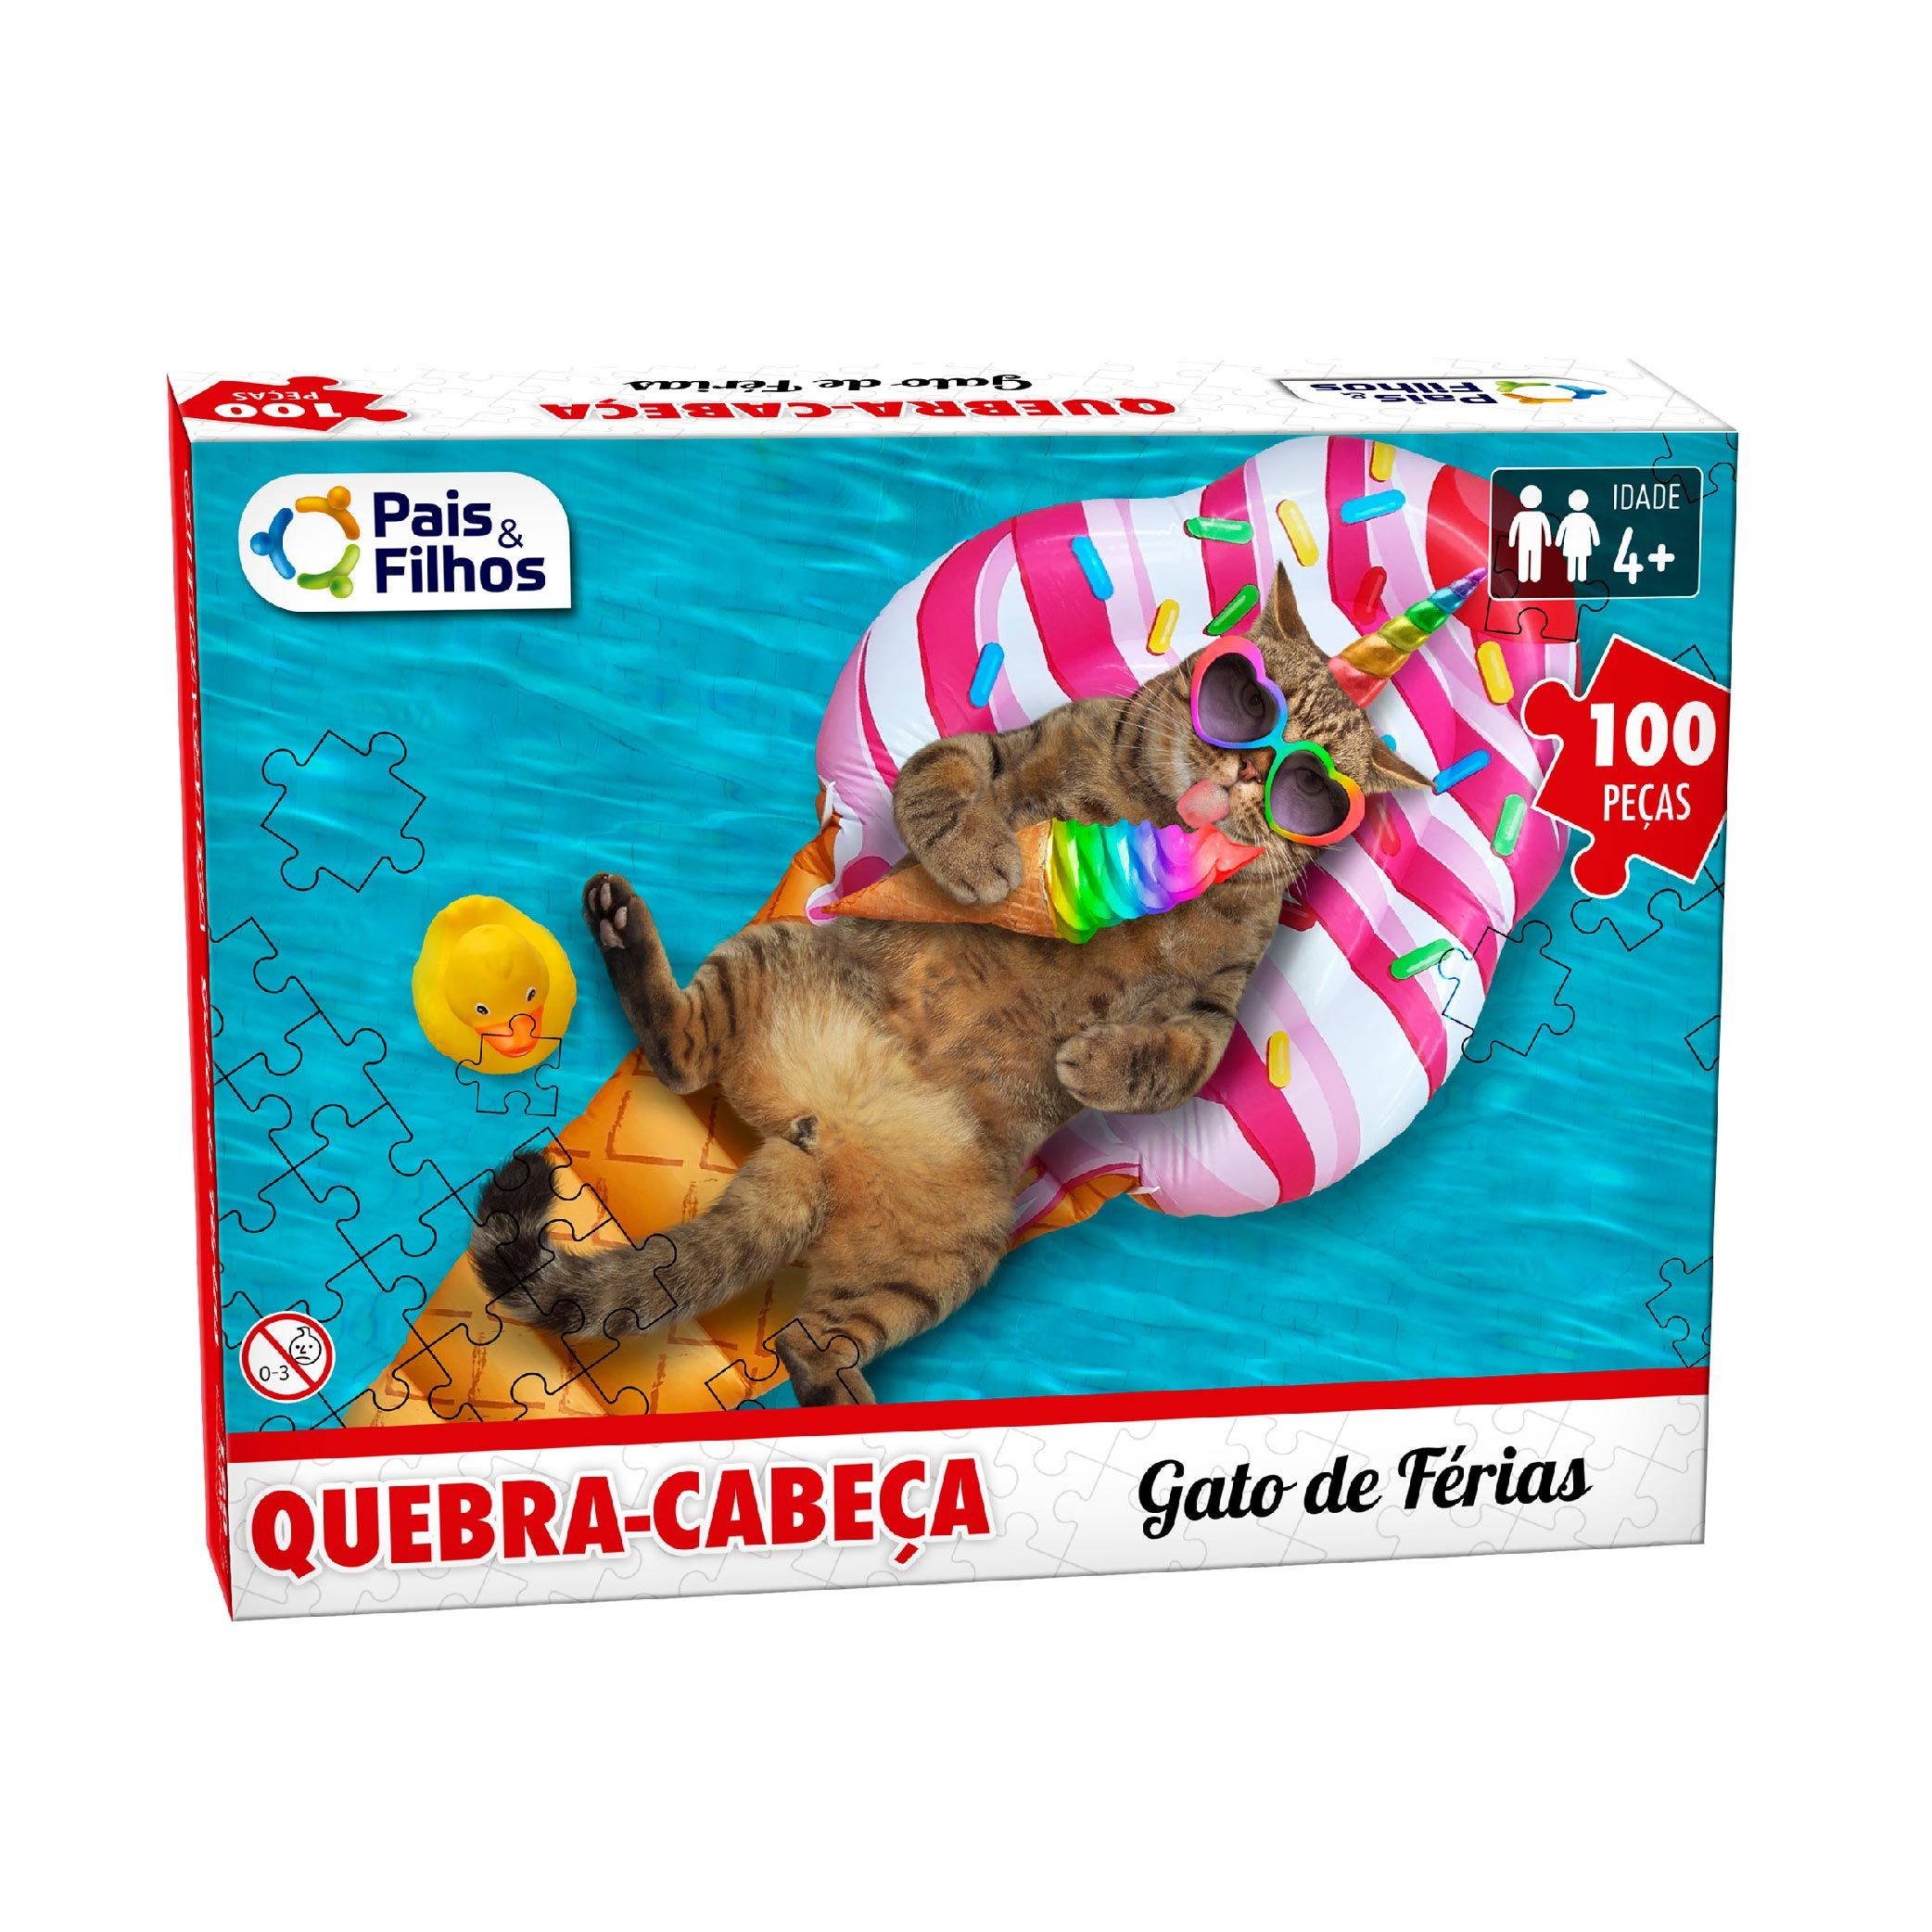 100
PEÇAS
QUEBRA-CABEÇA
Gato de Férias
Pais &
Filhos
Pais &
Filhos
IDADE
4+
100
PEÇAS
0-3
QUEBRA-CABEÇA
Gato de Férias